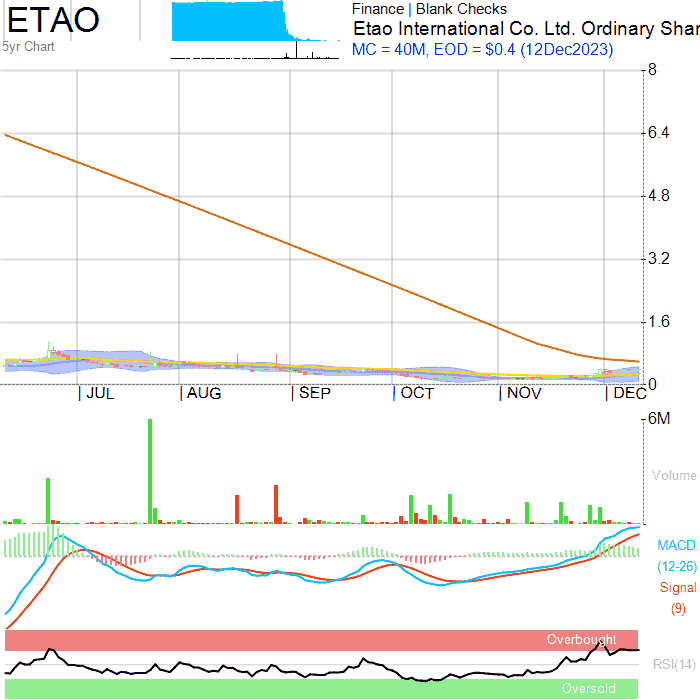 ETAO
5yr Chart
Finance | Blank Checks
Etao International Co. Ltd. Ordinary Shar
MC = 40M, EOD = $0.4 (12Dec2023)
8
6.4
4.8
3.2
1.6
0
JUL AUG SEP OCT NOV DEC
6M
Volume
MACD
(12-26)
Signal
(9)
Overbought
RSI(14)
Oversold